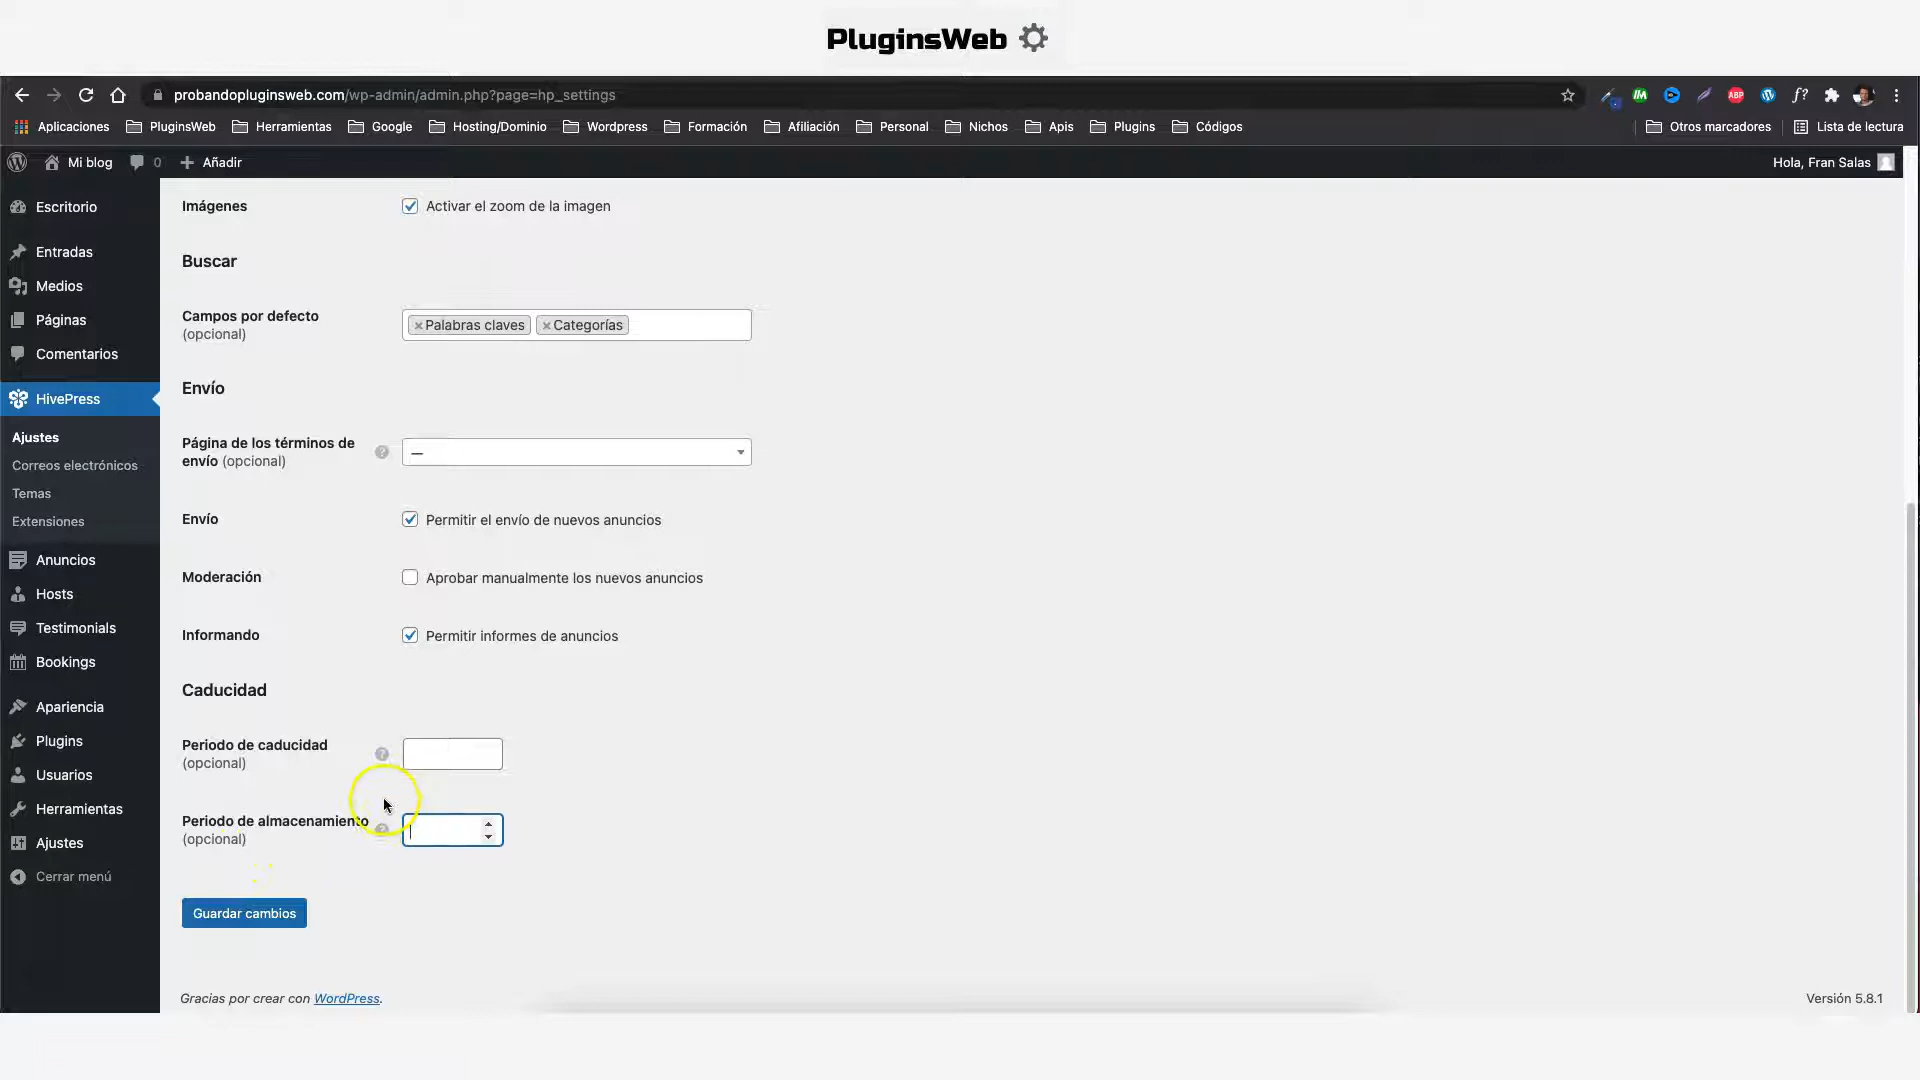 PluginsWeb
probandopluginsweb.com/wp-admin/admin.php?page=hp_settings
Aplicaciones PluginsWeb Herramientas Google Hosting/Dominio Wordpress Formación Afiliación Personal Nichos Apis Plugins Códigos Otros marcadores Lista de lectura
Mi blog 0 Añadir Hola, Fran Salas
Escritorio
Entradas
Medios
Páginas
Comentarios
HivePress
Ajustes
Correos electrónicos
Temas
Extensiones
Anuncios
Hosts
Testimonials
Bookings
Apariencia
Plugins
Usuarios
Herramientas
Ajustes
Cerrar menú
Imágenes Activar el zoom de la imagen
Buscar
Campos por defecto
(opcional)
×Palabras claves ×Categorías
Envío
Página de los términos de
envío (opcional)
? —
Envío Permitir el envío de nuevos anuncios
Moderación Aprobar manualmente los nuevos anuncios
Informando Permitir informes de anuncios
Caducidad
Periodo de caducidad
(opcional)
?
Periodo de almacenamiento
(opcional)
?
Guardar cambios
Gracias por crear con WordPress. Versión 5.8.1